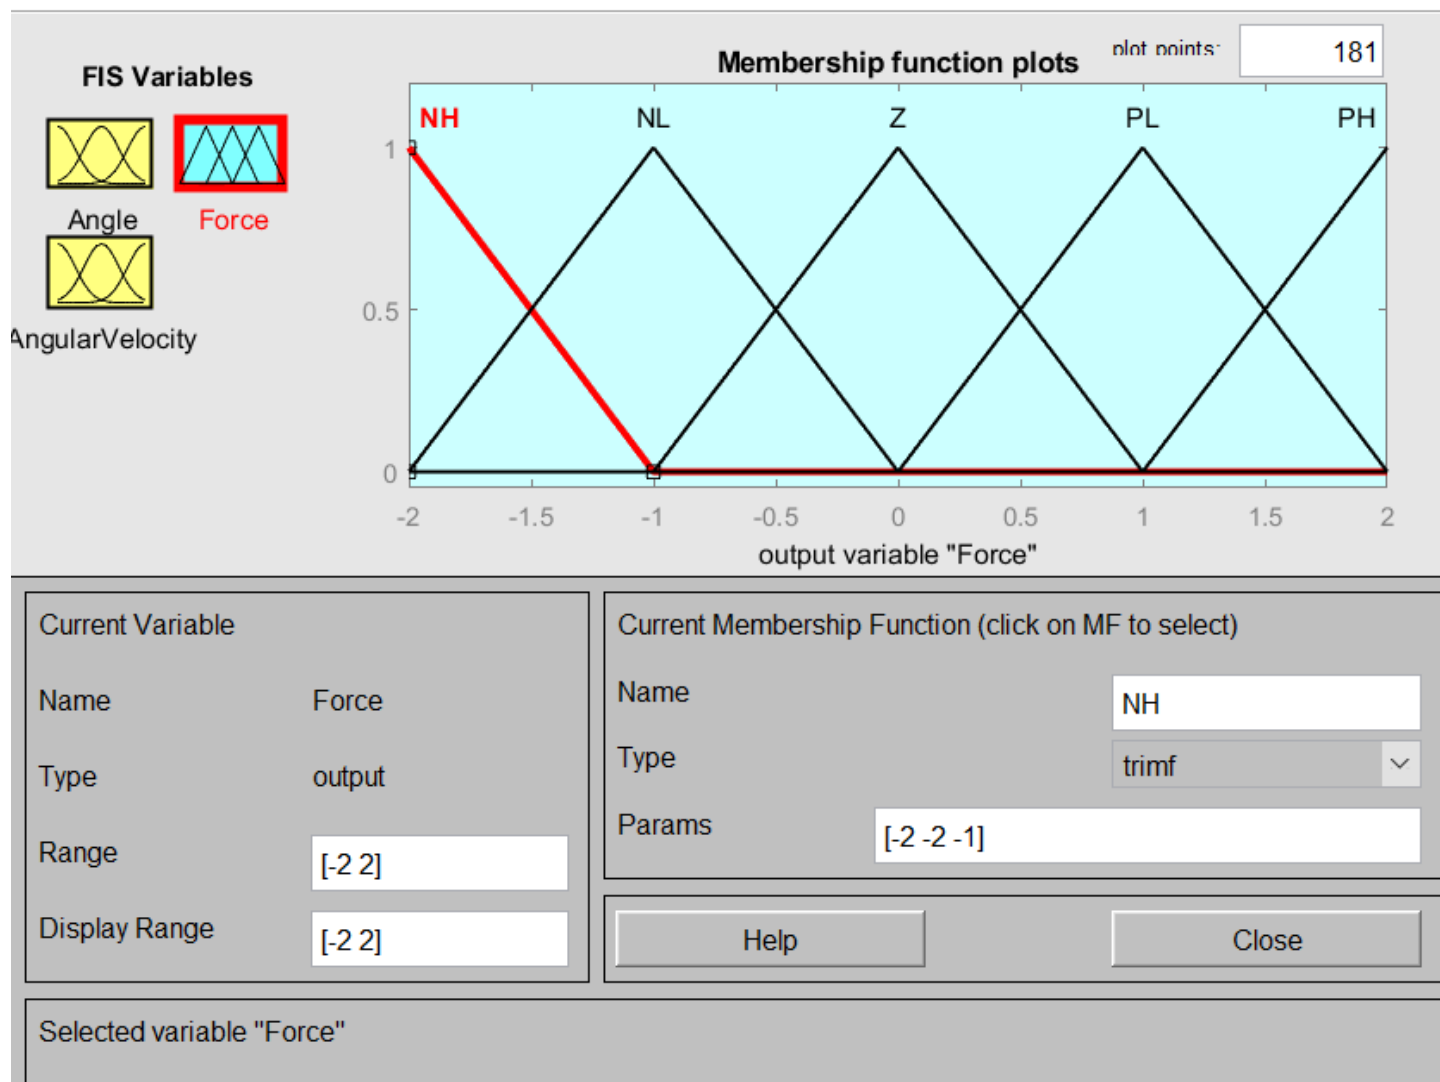 Membership function plots
plot points:
181
FIS Variables
Angle
Force
AngularVelocity
NH
NL
Z
PL
PH
1
0.5
0
-2
-1.5
-1
-0.5
0
0.5
1
1.5
2
output variable "Force"
Current Variable
Name
Force
Type
output
Range
[-2 2]
Display Range
[-2 2]
Current Membership Function (click on MF to select)
Name
NH
Type
trimf
Params
[-2 -2 -1]
Help
Close
Selected variable "Force"